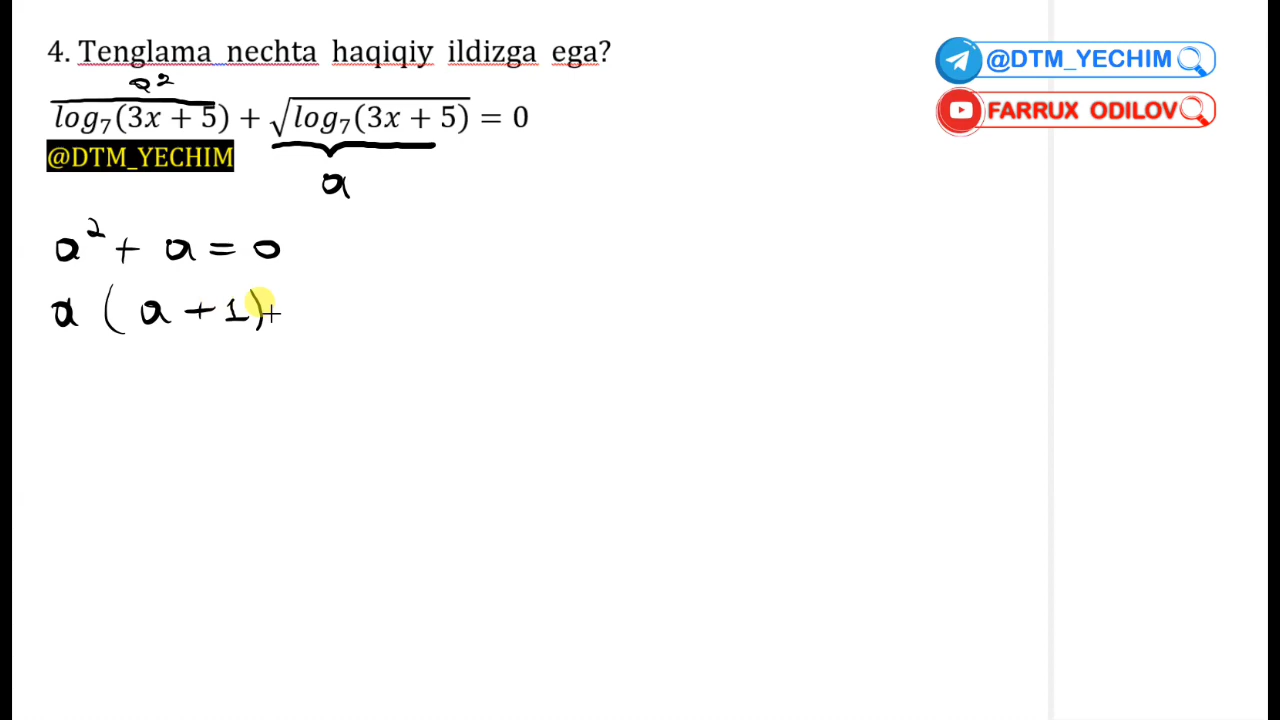 4. Tenglama nechta haqiqiy ildizga ega?
a²
log₇(3x + 5) + √log₇(3x + 5) = 0
@DTM_YECHIM
a
a² + a = 0
a ( a + 1)
@DTM_YECHIM
FARRUX ODILOV